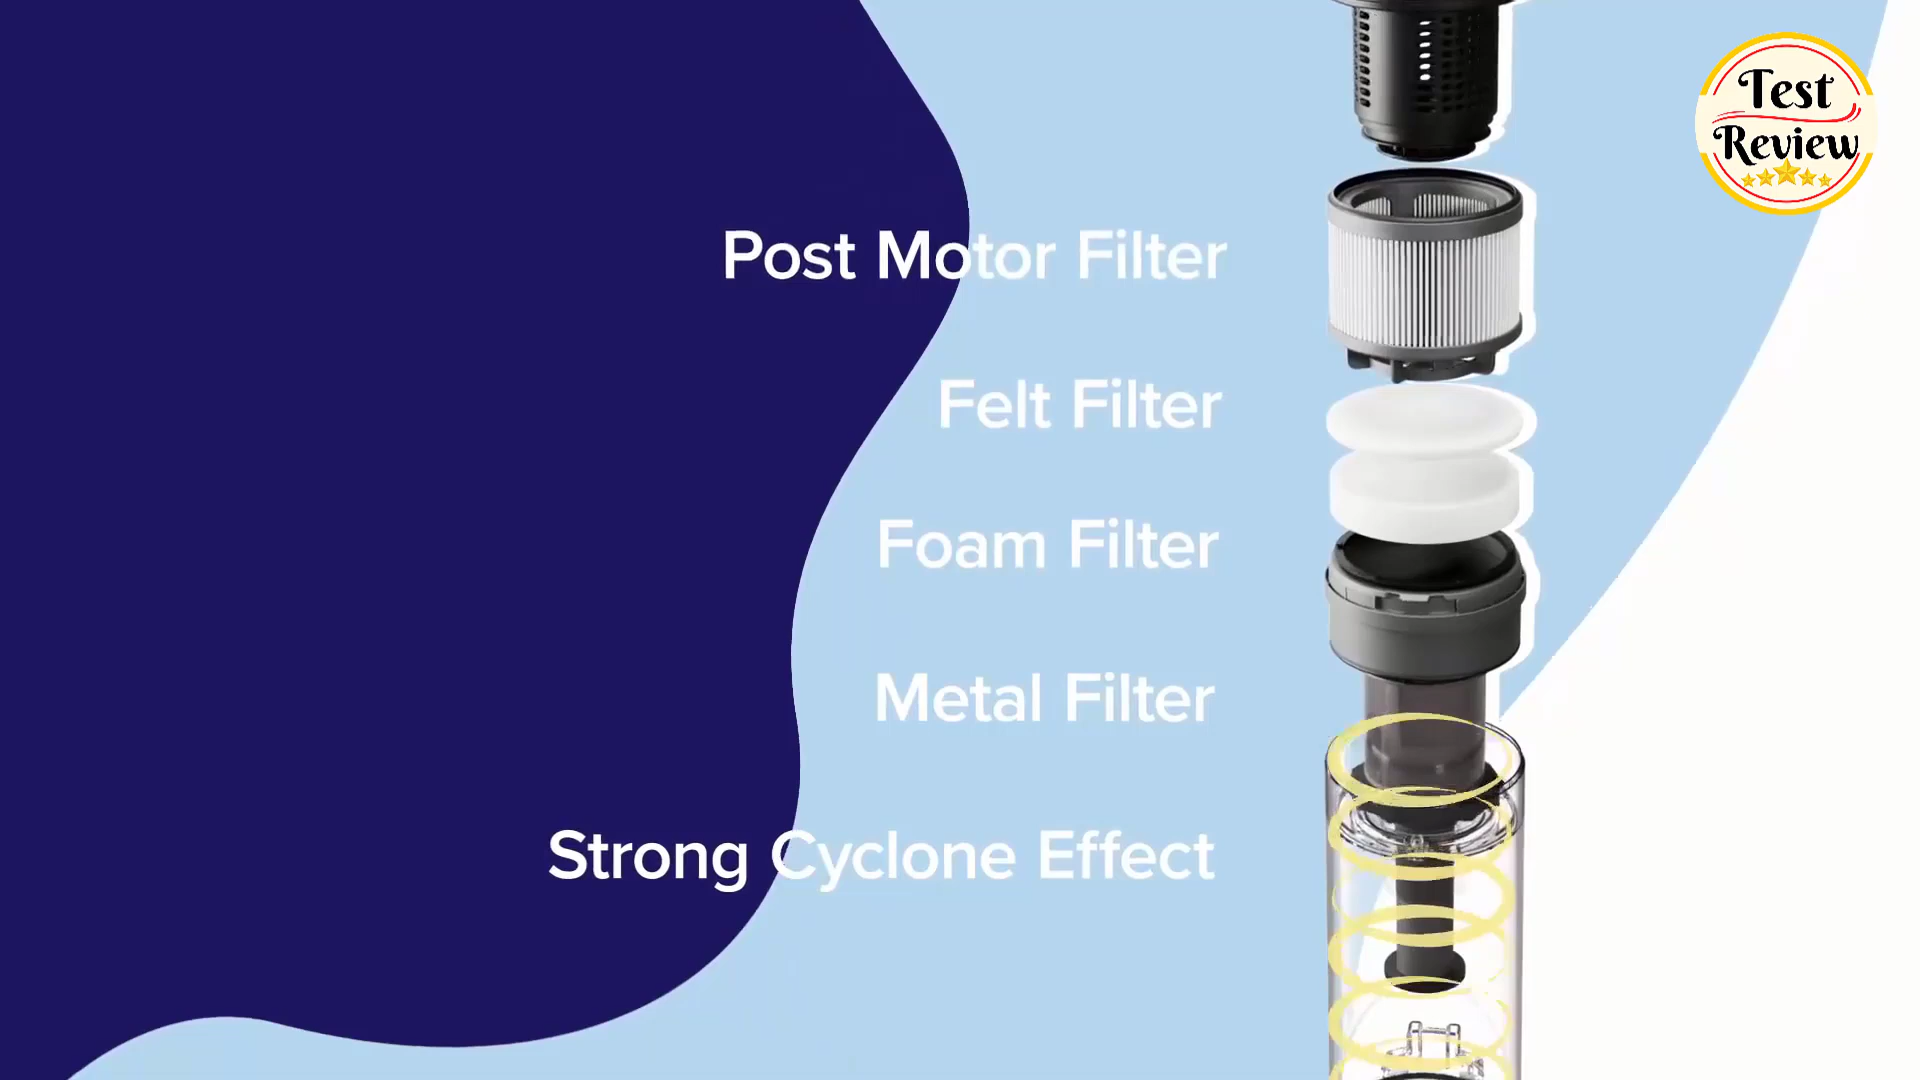 Test
Review
Post Motor Filter
Felt Filter
Foam Filter
Metal Filter
Strong Cyclone Effect